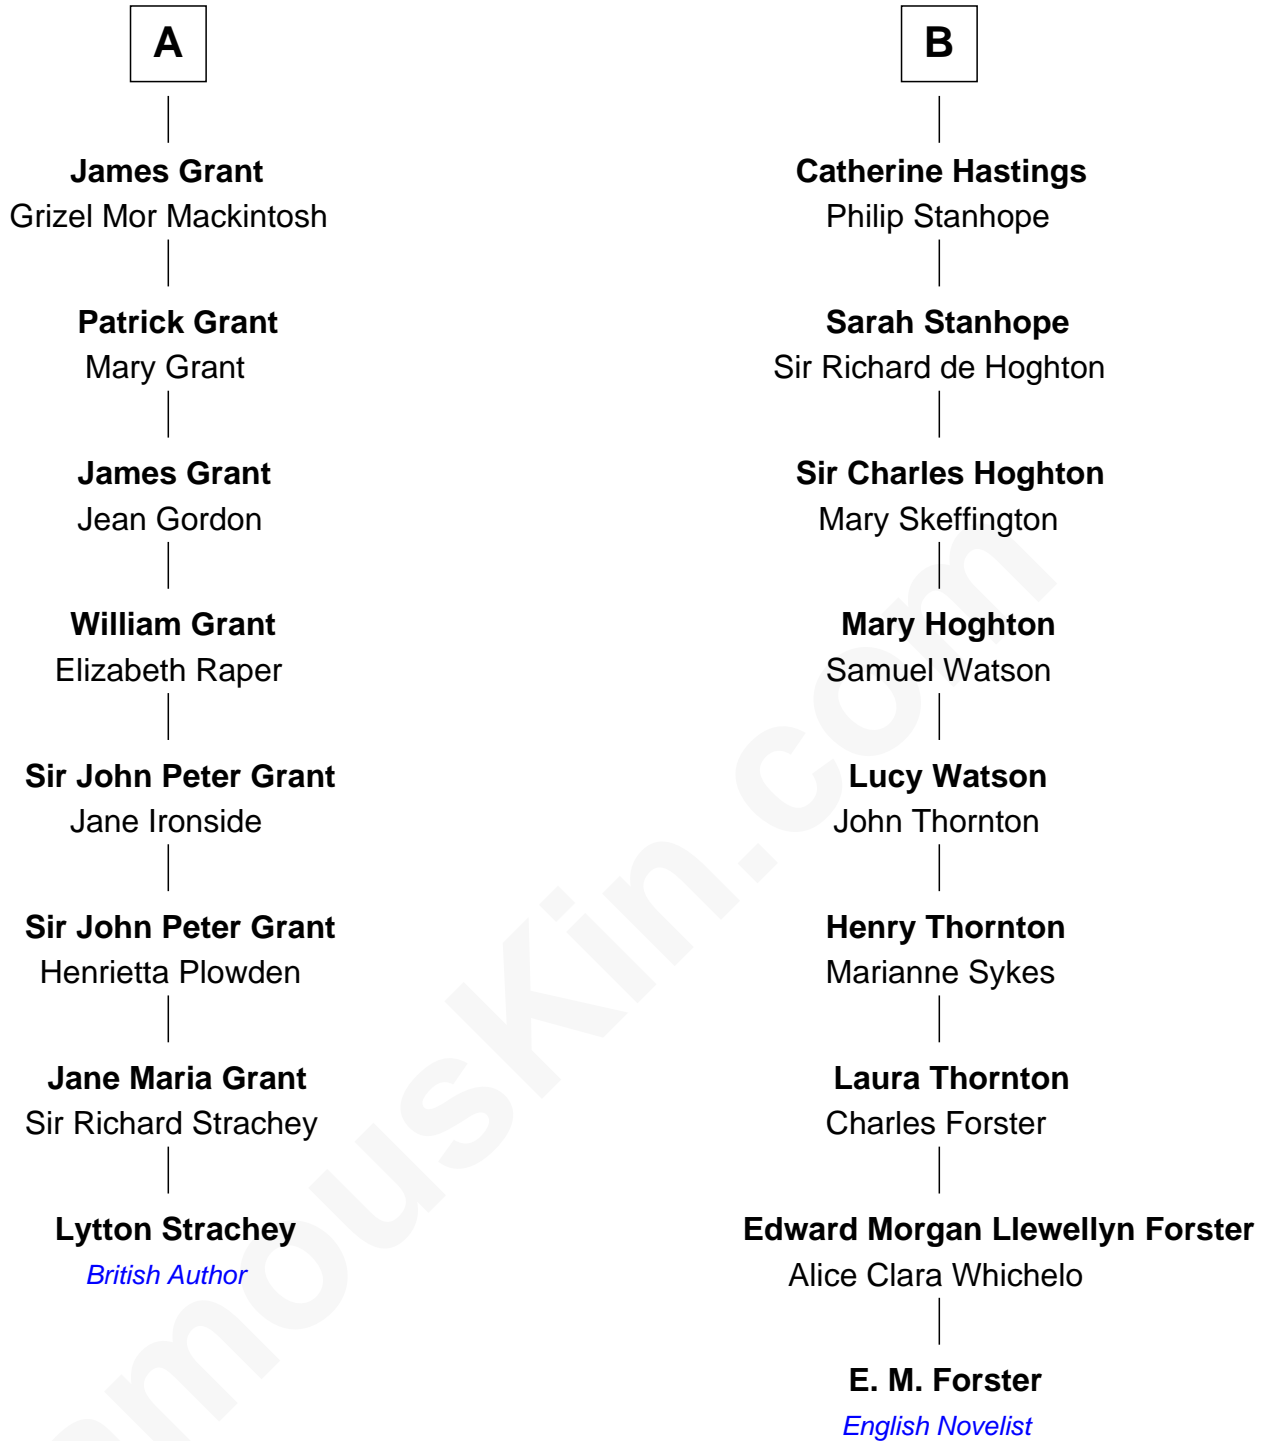 A
James Grant
Grizel Mor Mackintosh
Patrick Grant
Mary Grant
James Grant
Jean Gordon
William Grant
Elizabeth Raper
Sir John Peter Grant
Jane Ironside
Sir John Peter Grant
Henrietta Plowden
Jane Maria Grant
Sir Richard Strachey
Lytton Strachey
British Author
B
Catherine Hastings
Philip Stanhope
Sarah Stanhope
Sir Richard de Hoghton
Sir Charles Hoghton
Mary Skeffington
Mary Hoghton
Samuel Watson
Lucy Watson
John Thornton
Henry Thornton
Marianne Sykes
Laura Thornton
Charles Forster
Edward Morgan Llewellyn Forster
Alice Clara Whichelo
E. M. Forster
English Novelist
amousKin.com